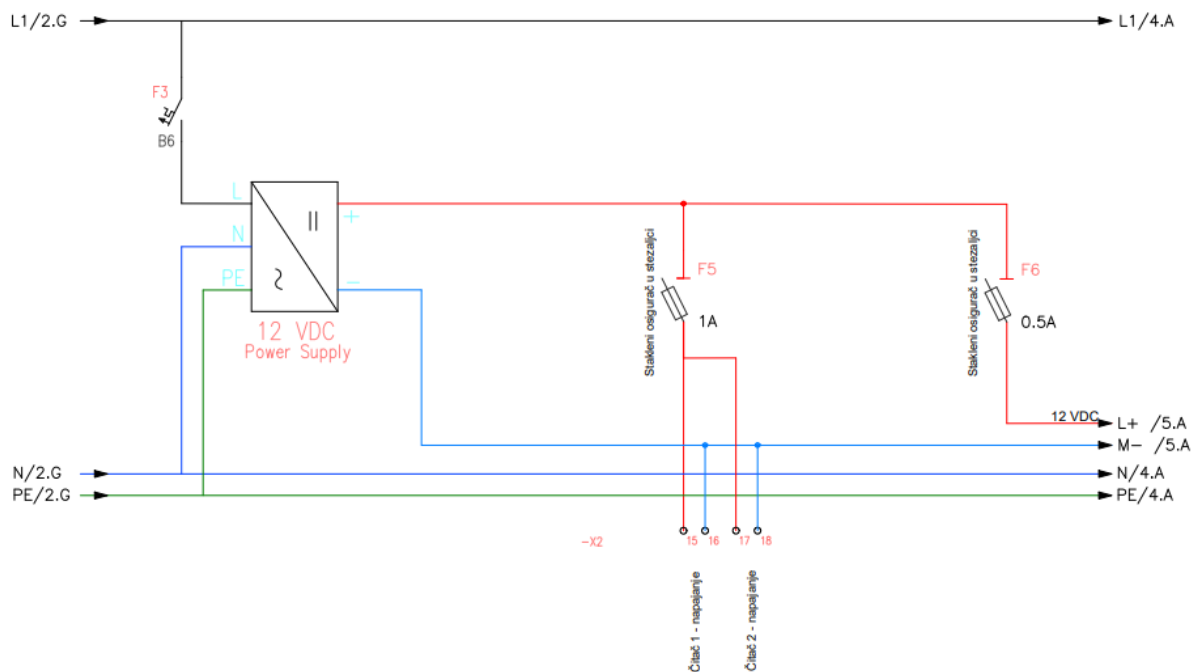 L1/2.G
L1/4.A
F3
B6
L
N
PE
+
−
12 VDC
Power Supply
Stakleni osigurač u stezaljci
F5
1A
Stakleni osigurač u stezaljci
F6
0.5A
12 VDC
L+ /5.A
M− /5.A
N/2.G
N/4.A
PE/2.G
PE/4.A
-X2
15
16
17
18
Čitač 1 - napajanje
Čitač 2 - napajanje